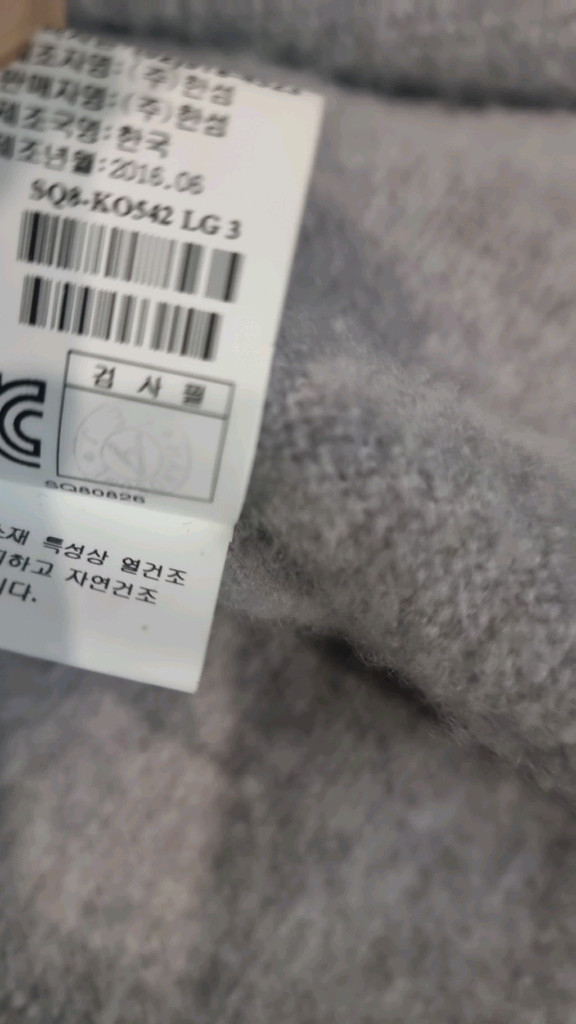 조자명:(주)한섬
판매자명:(주)한섬
제조국명:한국
제조년월:2016.06
SQ8-KO542 LG 3
검 사 필
SQ80826
소재 특성상 열건조
하고 자연건조
니다.